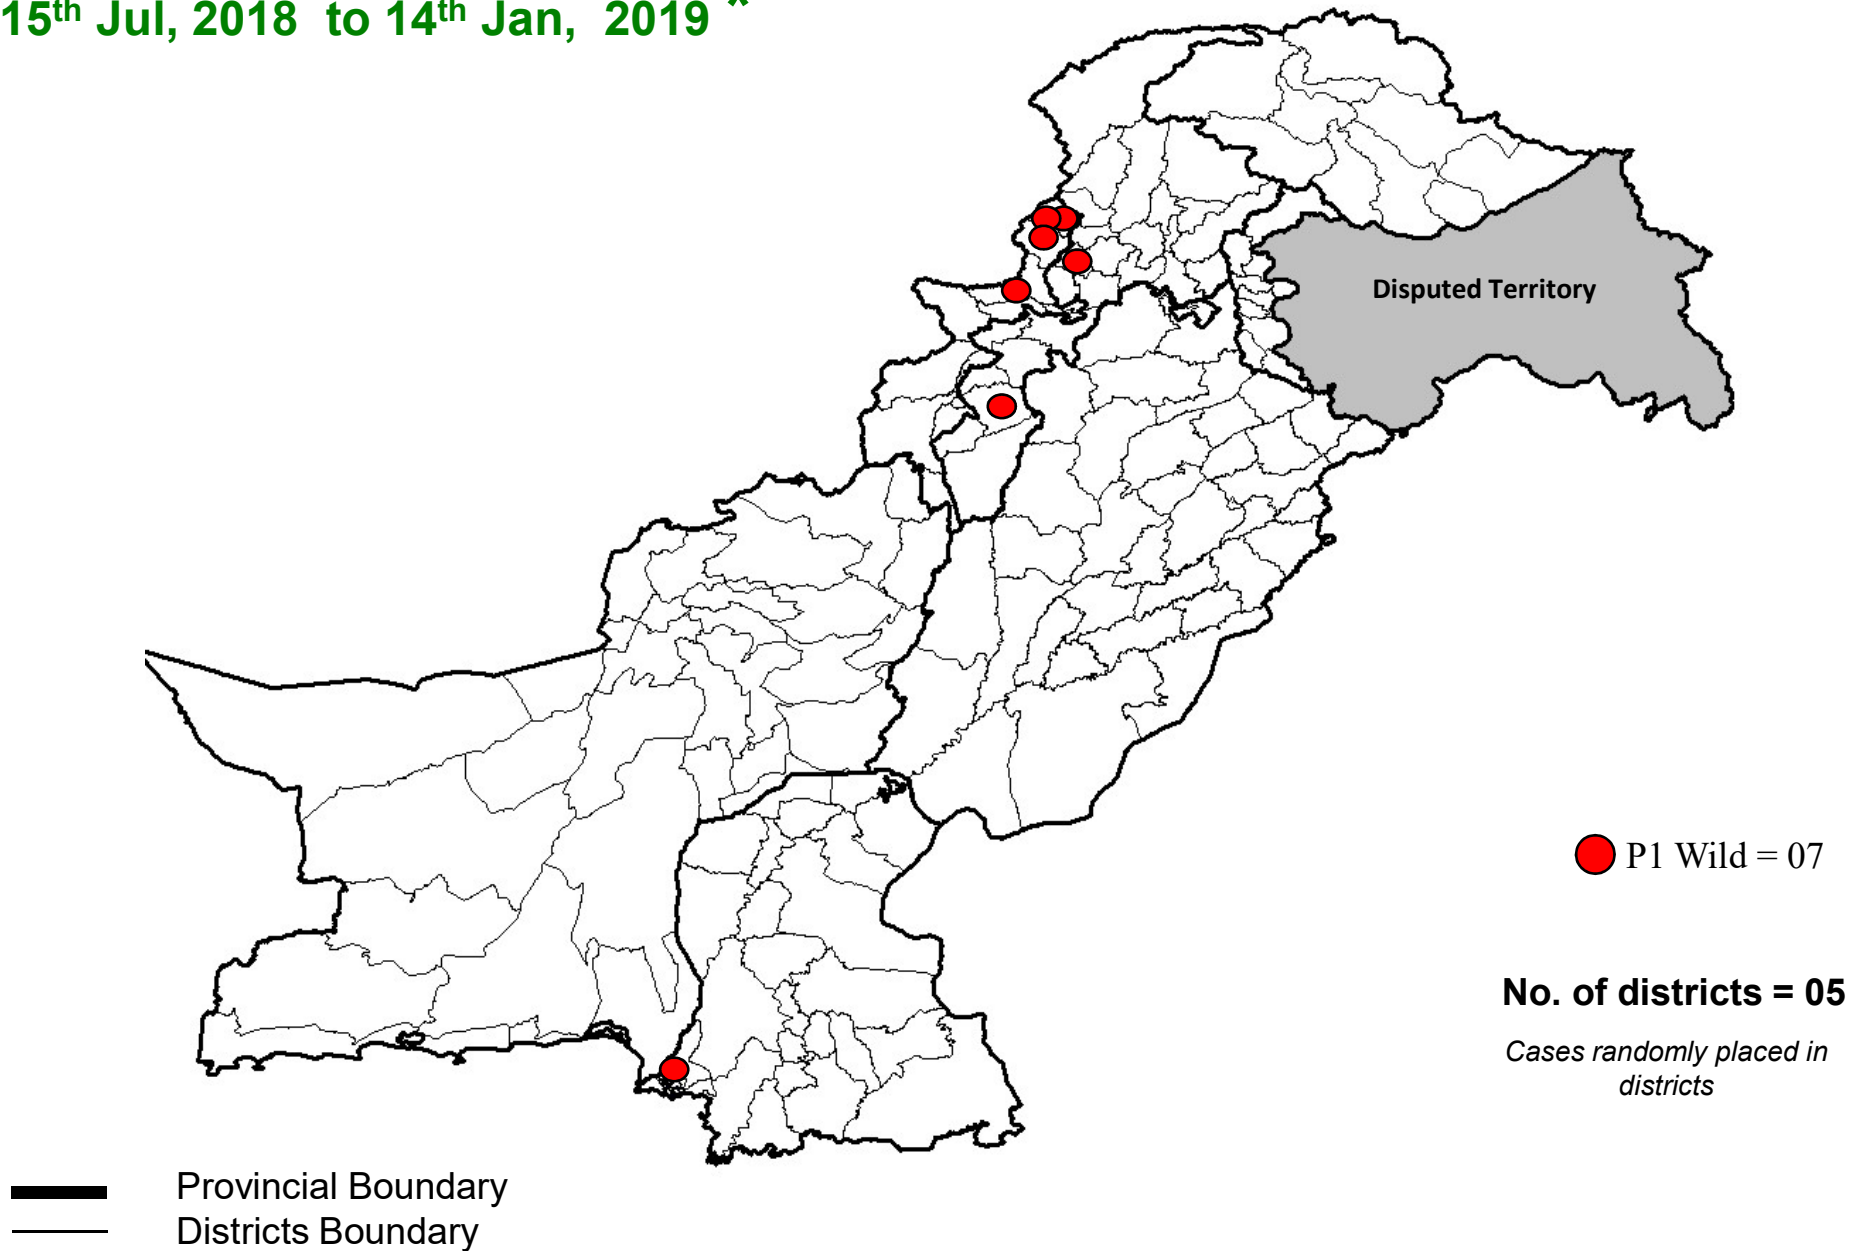 15th Jul, 2018 to 14th Jan, 2019 *
Disputed Territory
P1 Wild = 07
No. of districts = 05
Cases randomly placed in
districts
Provincial Boundary
Districts Boundary